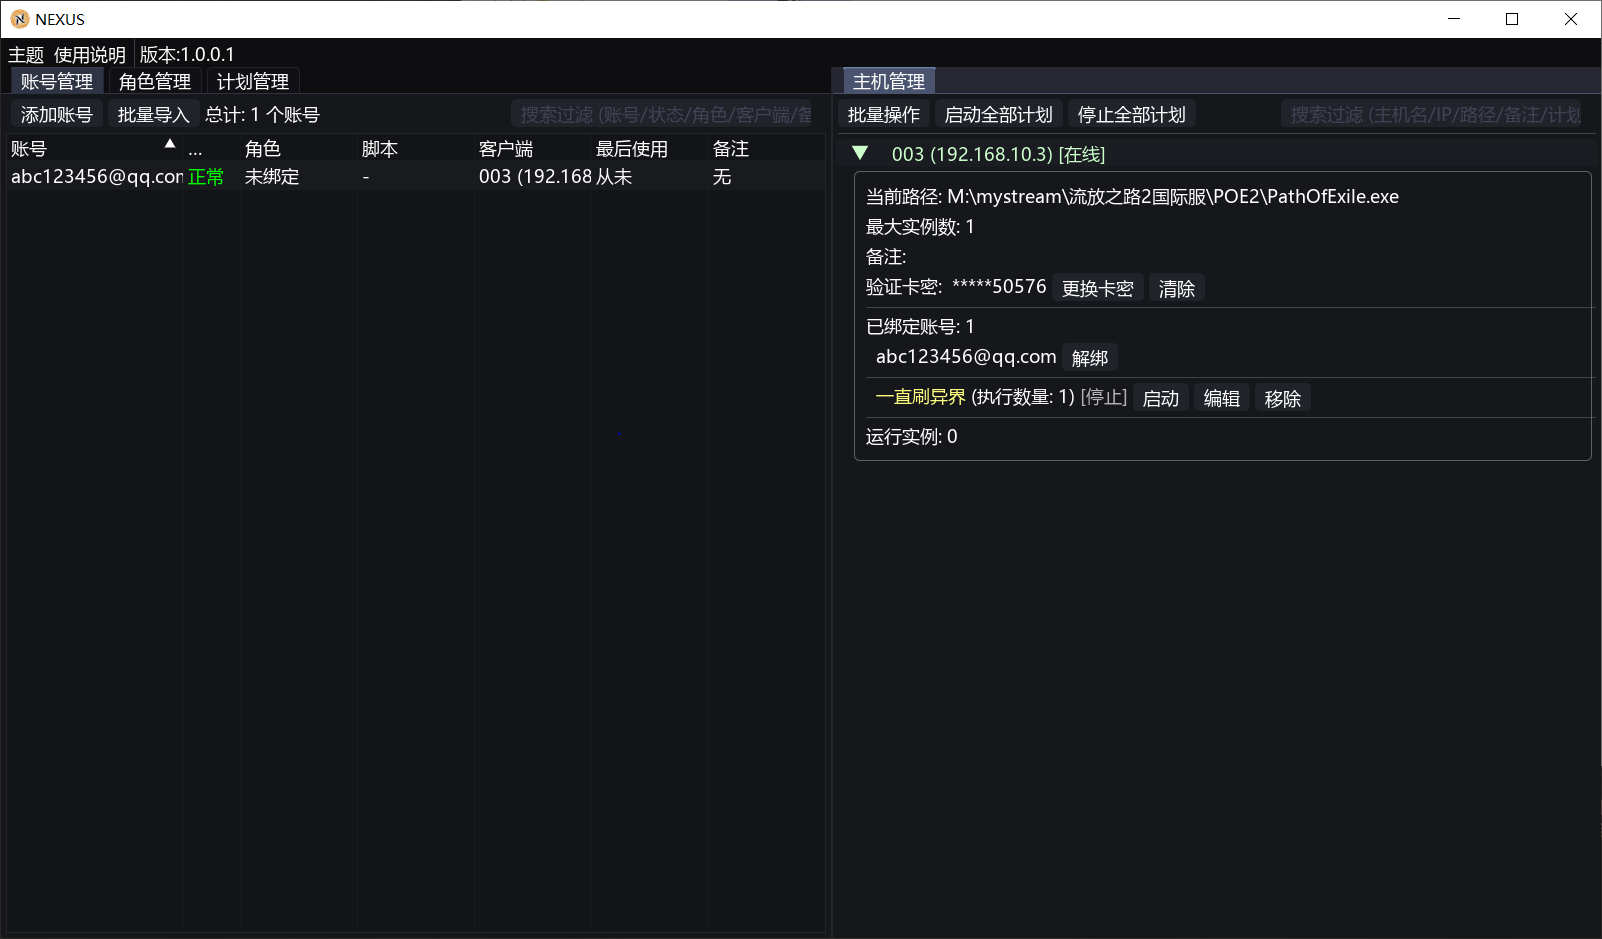 NEXUS
主题 使用说明 版本:1.0.0.1
账号管理 角色管理 计划管理
添加账号 批量导入 总计: 1 个账号 搜索过滤 (账号/状态/角色/客户端/备
账号 ... 角色 脚本 客户端 最后使用 备注
abc123456@qq.com 正常 未绑定 - 003 (192.168 从未 无
主机管理
批量操作 启动全部计划 停止全部计划 搜索过滤 (主机名/IP/路径/备注/计划
003 (192.168.10.3) [在线]
当前路径: M:\mystream\流放之路2国际服\POE2\PathOfExile.exe
最大实例数: 1
备注:
验证卡密: *****50576 更换卡密 清除
已绑定账号: 1
abc123456@qq.com 解绑
一直刷异界 (执行数量: 1) [停止] 启动 编辑 移除
运行实例: 0